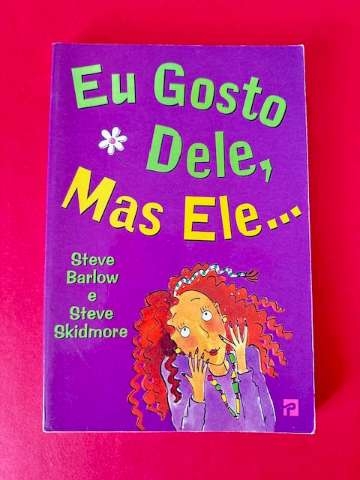 Eu Gosto
Dele,
Mas Ele...
Steve
Barlow
e
Steve
Skidmore